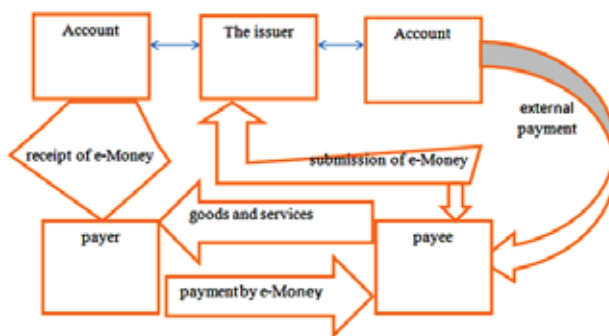 Account
The issuer
Account
external
payment
receipt of e-Money
submission of e-Money
goods and services
payer
payee
payment by e-Money